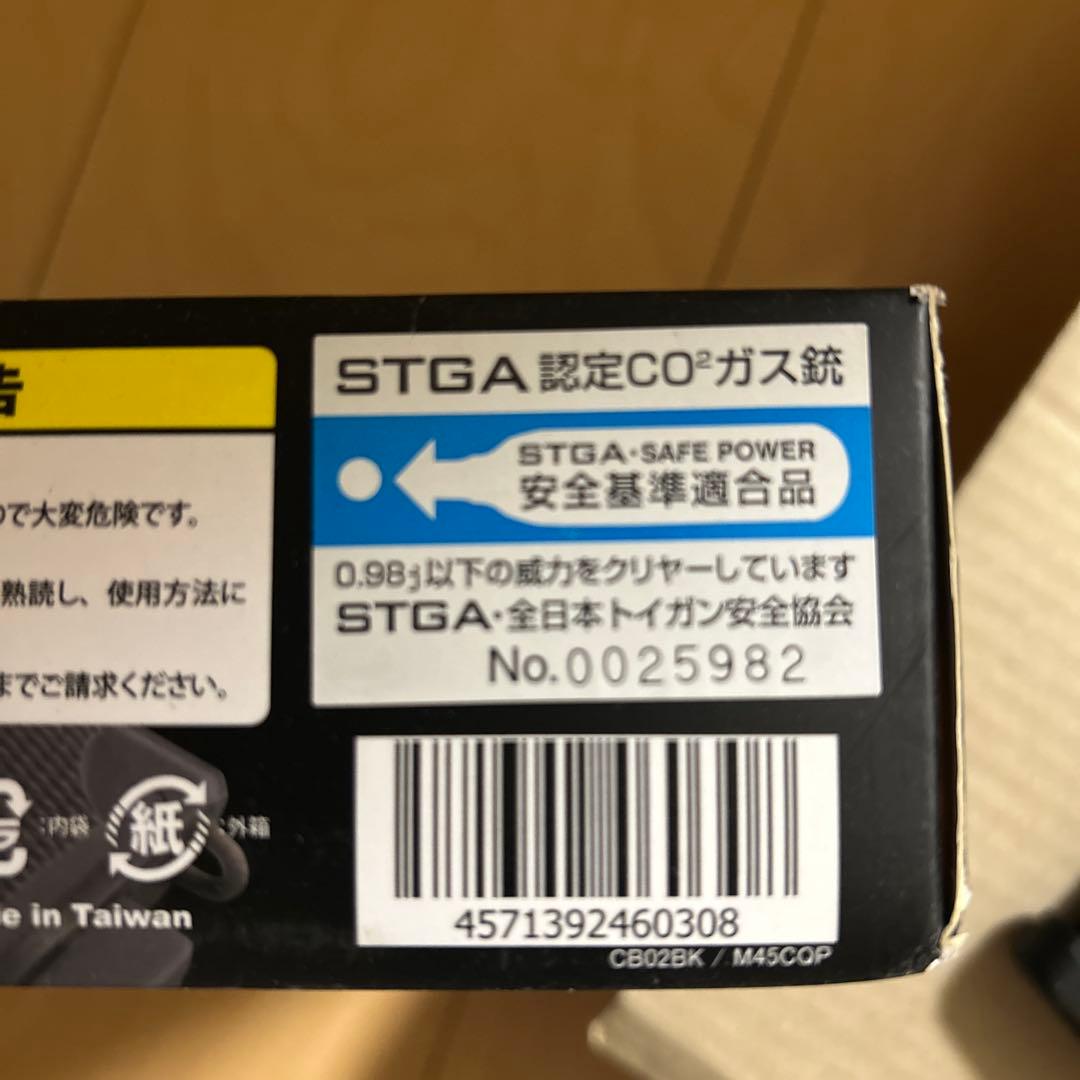 告
ので大変危険です。
熟読し、使用方法に
までご請求ください。
STGA 認定CO²ガス銃
STGA・SAFE POWER
安全基準適合品
0.98j以下の威力をクリヤーしています
STGA・全日本トイガン安全協会
No.0025982
:内袋
紙
:外箱
e in Taiwan
4571392460308
CB02BK / M45CQP